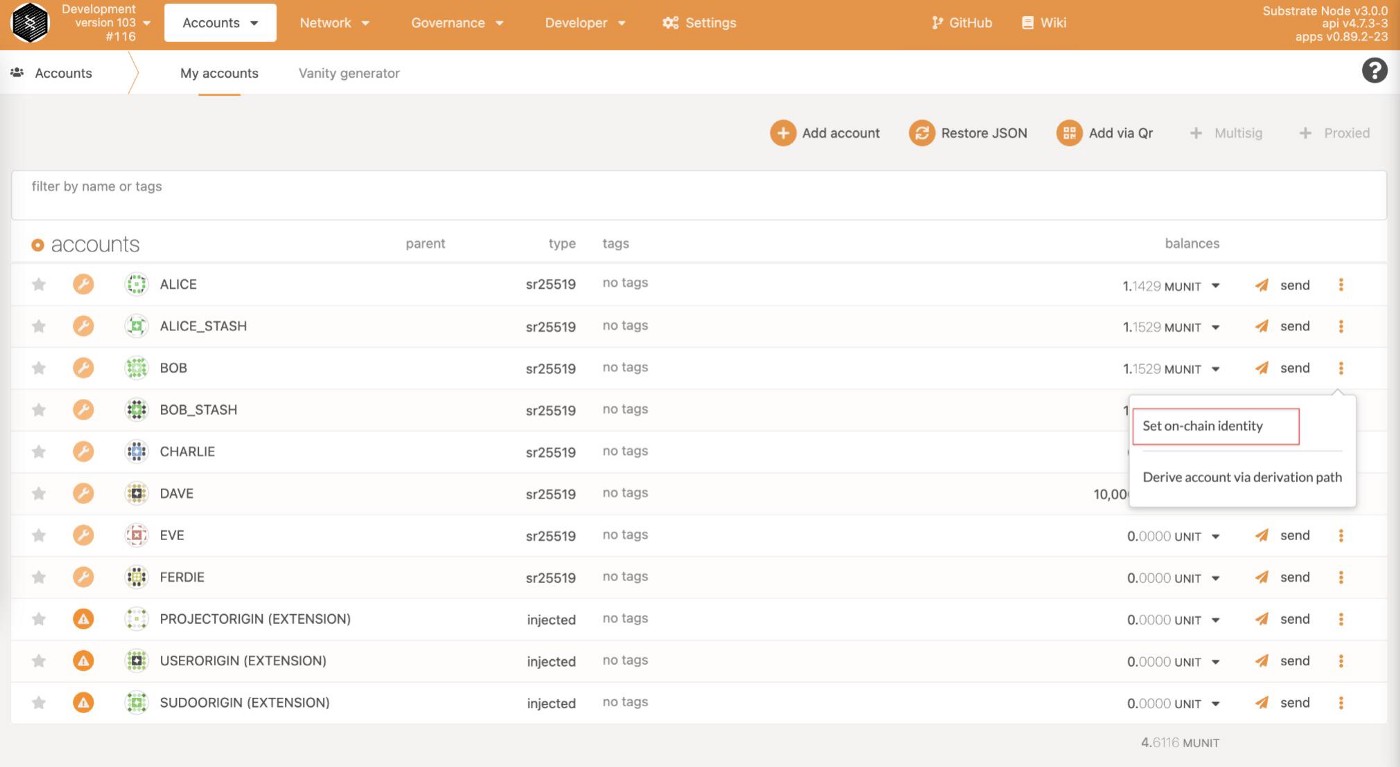 Development
version 103
#116
Accounts
Network
Governance
Developer
Settings
GitHub
Wiki
Substrate Node v3.0.0
api v4.7.3-3
apps v0.89.2-23
Accounts
My accounts
Vanity generator
Add account
Restore JSON
Add via Qr
Multisig
Proxied
filter by name or tags
accounts parent type tags balances
ALICE sr25519 no tags 1.1429 MUNIT send
ALICE_STASH sr25519 no tags 1.1529 MUNIT send
BOB sr25519 no tags 1.1529 MUNIT send
BOB_STASH sr25519 no tags
Set on-chain identity
CHARLIE sr25519 no tags
Derive account via derivation path
DAVE sr25519 no tags
EVE sr25519 no tags 0.0000 UNIT send
FERDIE sr25519 no tags 0.0000 UNIT send
PROJECTORIGIN (EXTENSION) injected no tags 0.0000 UNIT send
USERORIGIN (EXTENSION) injected no tags 0.0000 UNIT send
SUDOORIGIN (EXTENSION) injected no tags 0.0000 UNIT send
4.6116 MUNIT